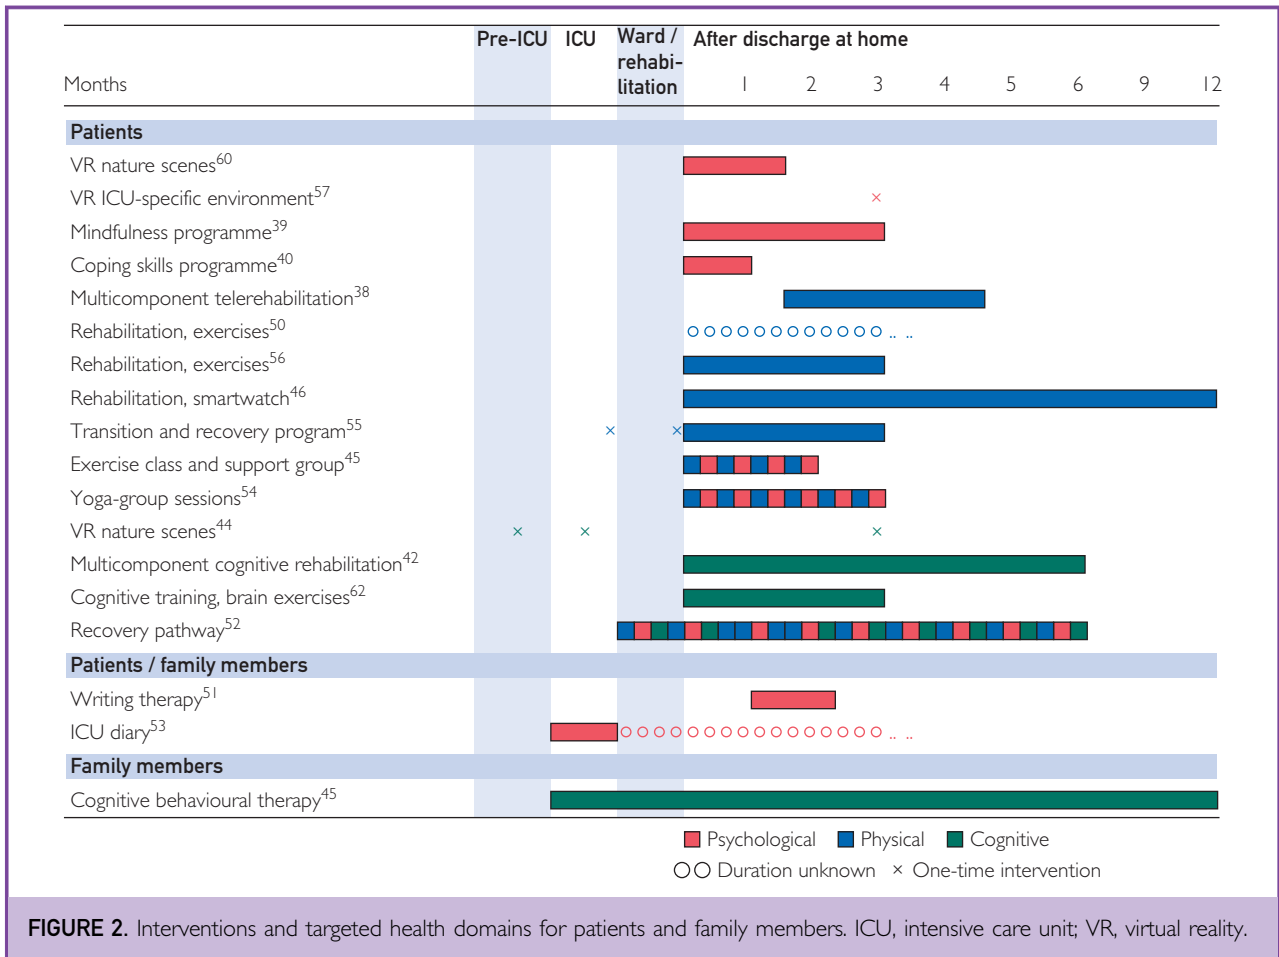 Pre-ICU ICU Ward / After discharge at home
rehabi-
Months litation 1 2 3 4 5 6 9 12
Patients
VR nature scenes60
VR ICU-specific environment57
Mindfulness programme39
Coping skills programme40
Multicomponent telerehabilitation38
Rehabilitation, exercises50
Rehabilitation, exercises56
Rehabilitation, smartwatch46
Transition and recovery program55
Exercise class and support group45
Yoga-group sessions54
VR nature scenes44
Multicomponent cognitive rehabilitation42
Cognitive training, brain exercises62
Recovery pathway52
Patients / family members
Writing therapy51
ICU diary53
Family members
Cognitive behavioural therapy45
Psychological Physical Cognitive
Duration unknown × One-time intervention
FIGURE 2. Interventions and targeted health domains for patients and family members. ICU, intensive care unit; VR, virtual reality.